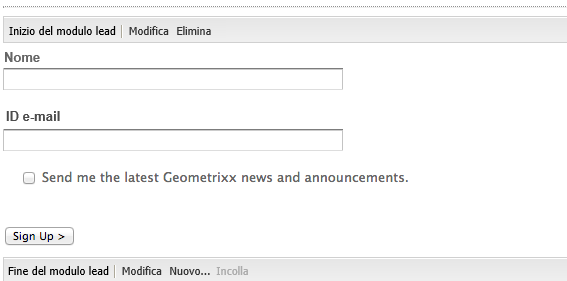 Inizio del modulo lead Modifica Elimina
Nome
ID e-mail
Send me the latest Geometrixx news and announcements.
Sign Up >
Fine del modulo lead Modifica Nuovo... Incolla